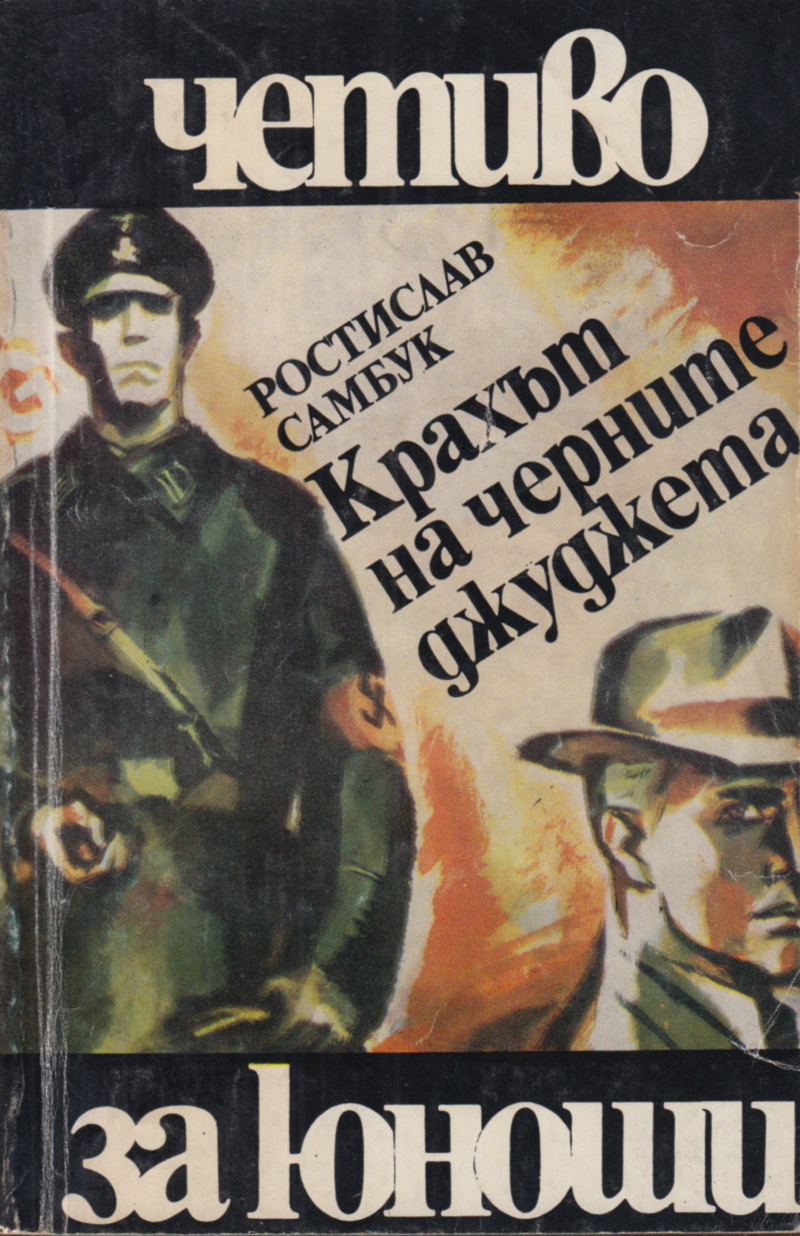 четиво
РОСТИСЛАВ
САМБУК
Крахът
на черните
джуджета
за юноши